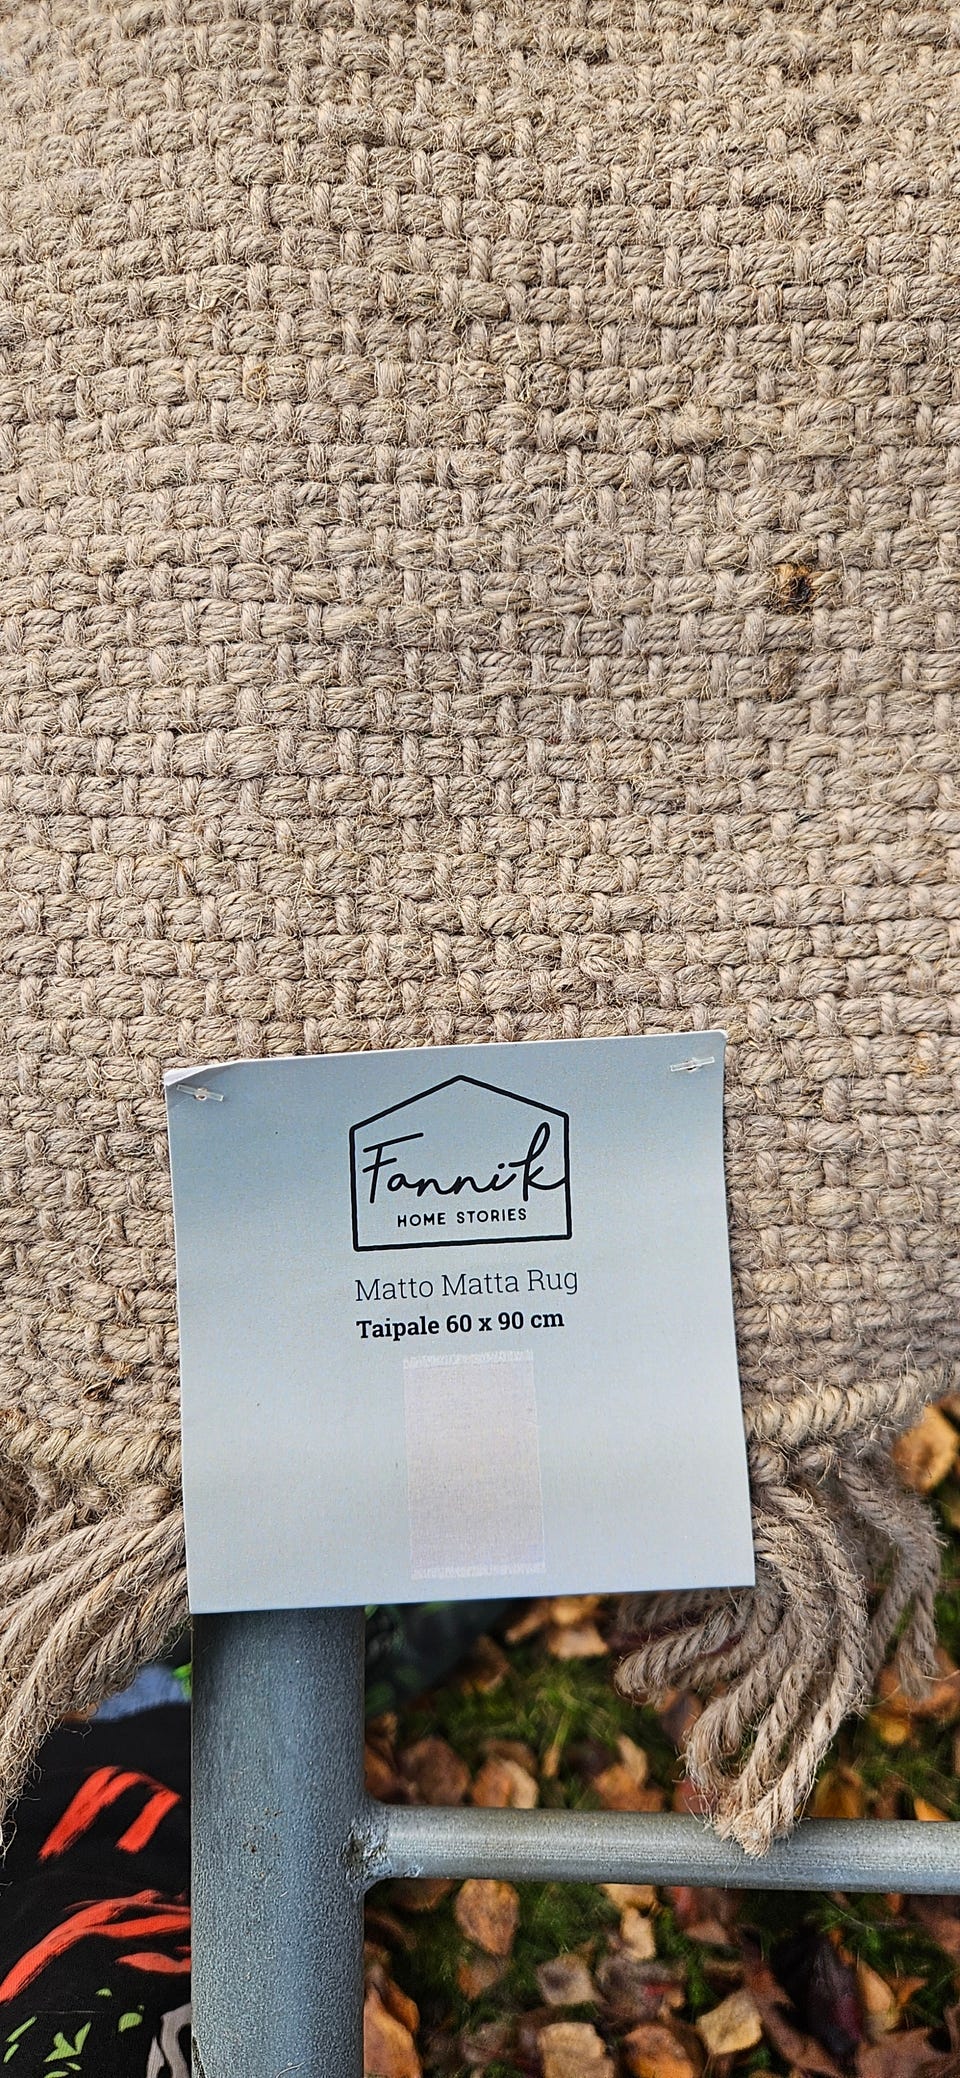 Fannik
HOME STORIES
Matto Matta Rug
Taipale 60 x 90 cm